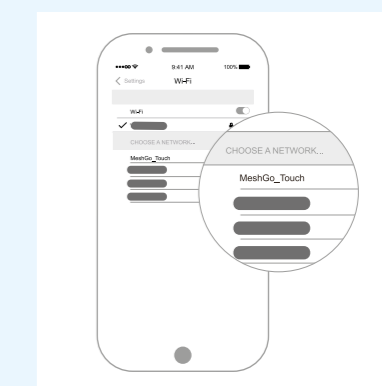 9:41 AM 100%
Settings Wi-Fi
Wi-Fi
CHOOSE A NETWORK...
MeshGo_Touch
CHOOSE A NETWORK...
MeshGo_Touch